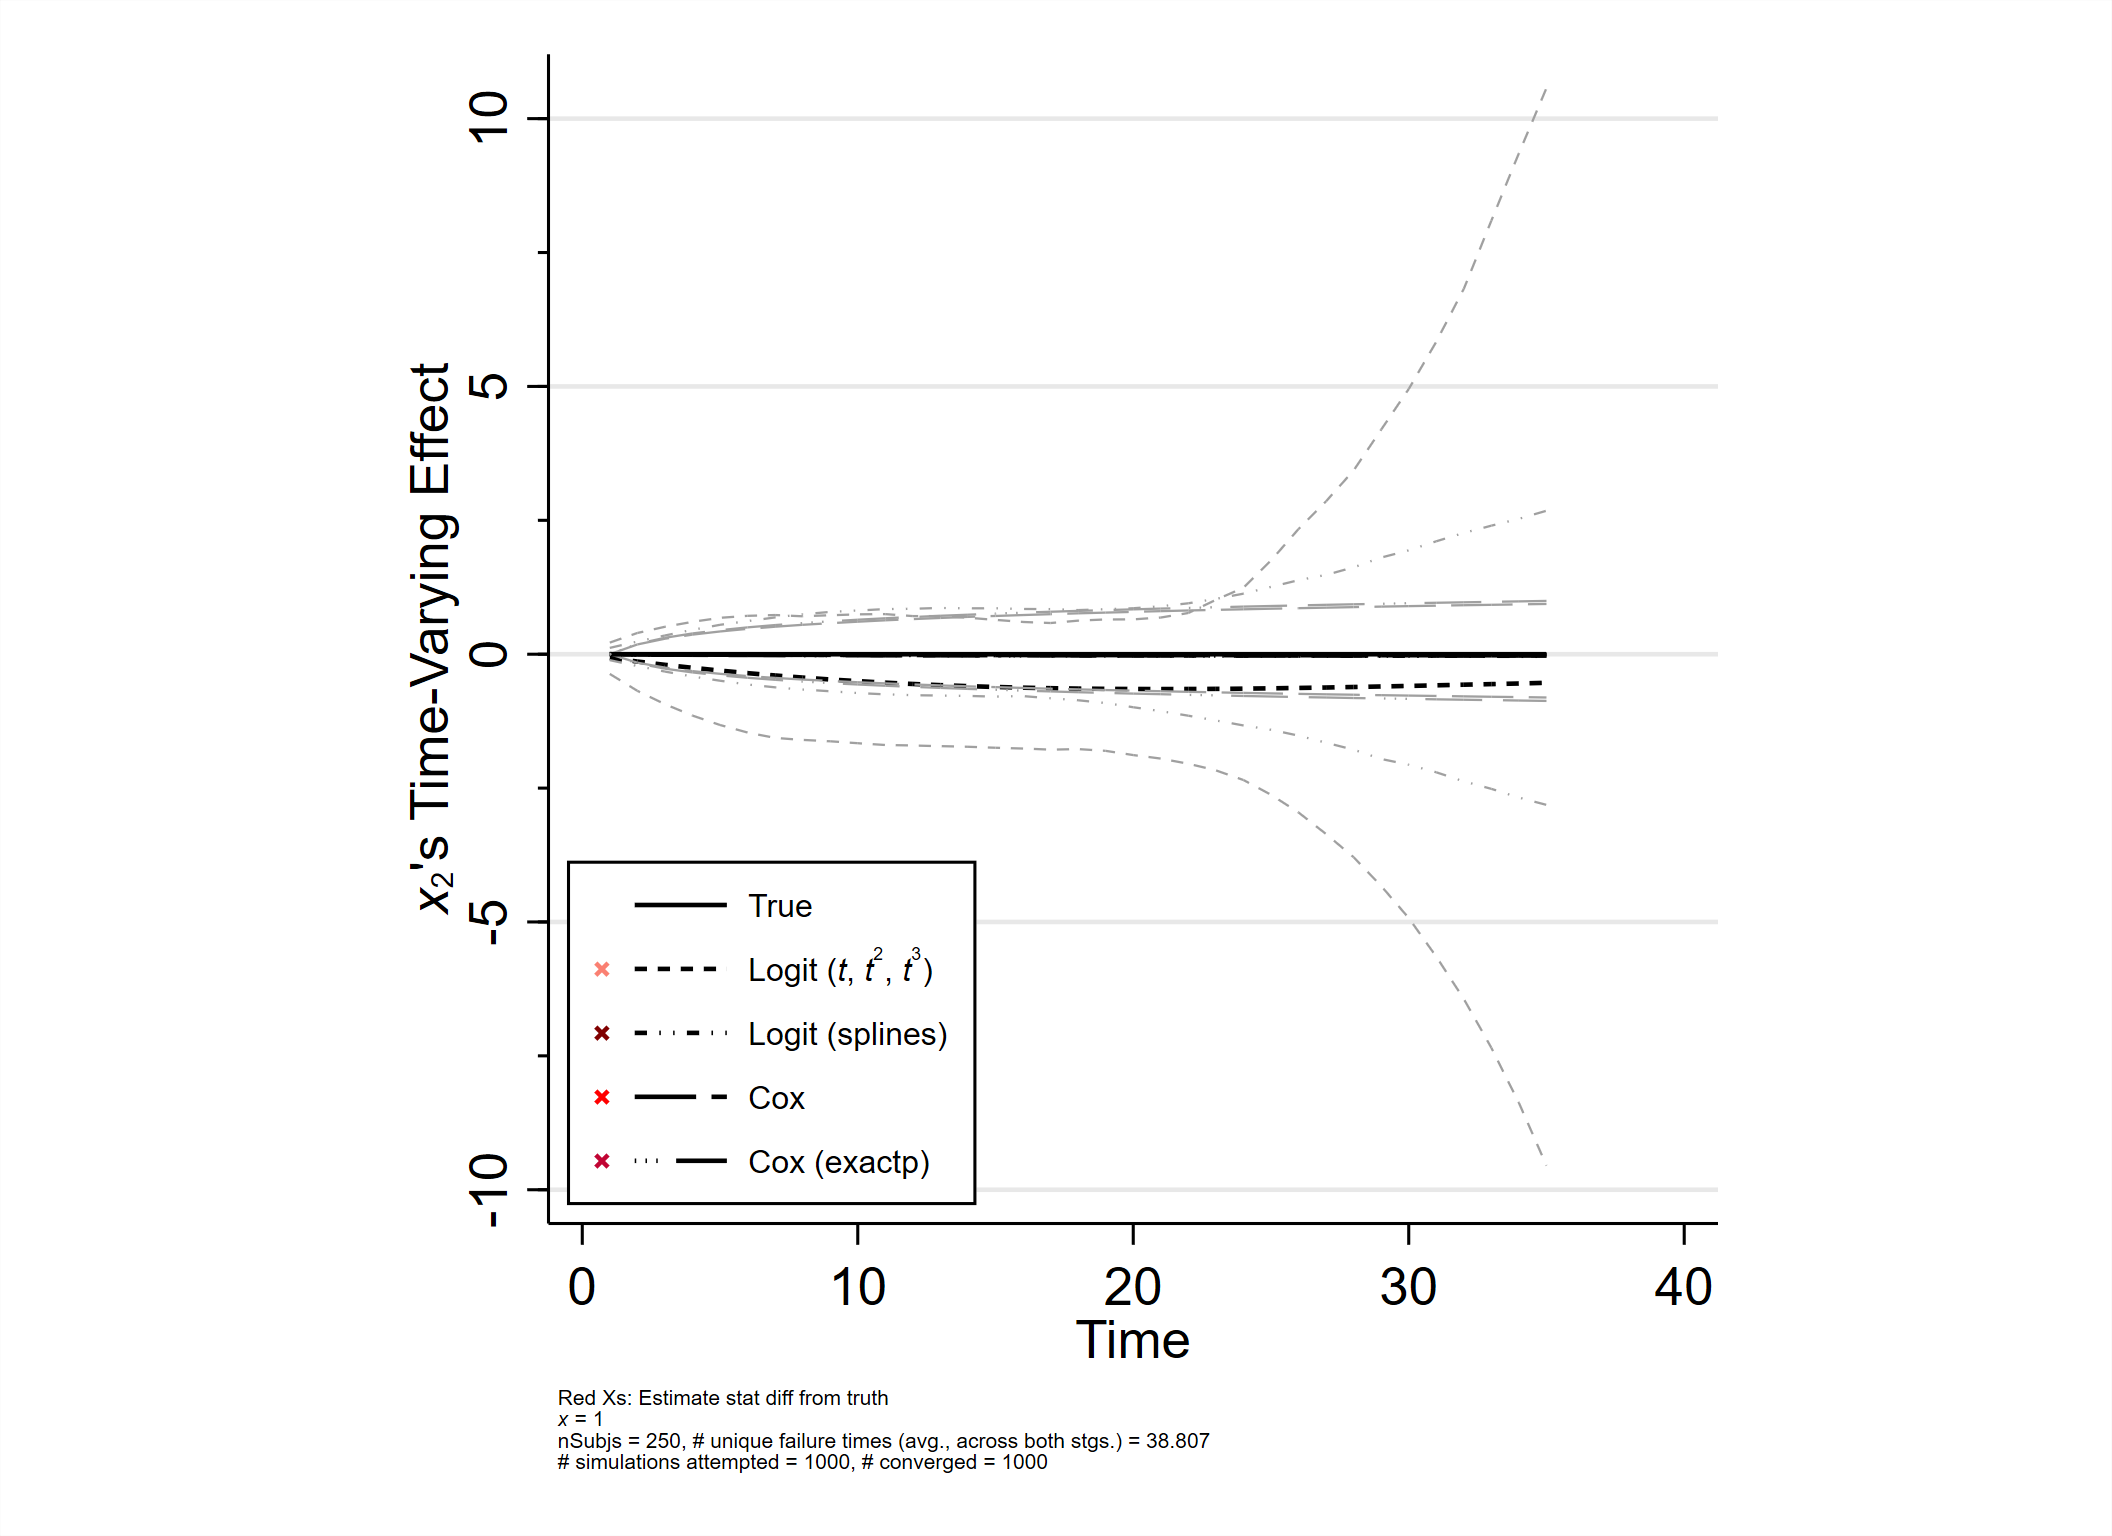 x₂'s Time-Varying Effect
10
5
0
-5
-10
True
Logit (t, t², t³)
Logit (splines)
Cox
Cox (exactp)
0 10 20 30 40
Time
Red Xs: Estimate stat diff from truth
x = 1
nSubjs = 250, # unique failure times (avg., across both stgs.) = 38.807
# simulations attempted = 1000, # converged = 1000